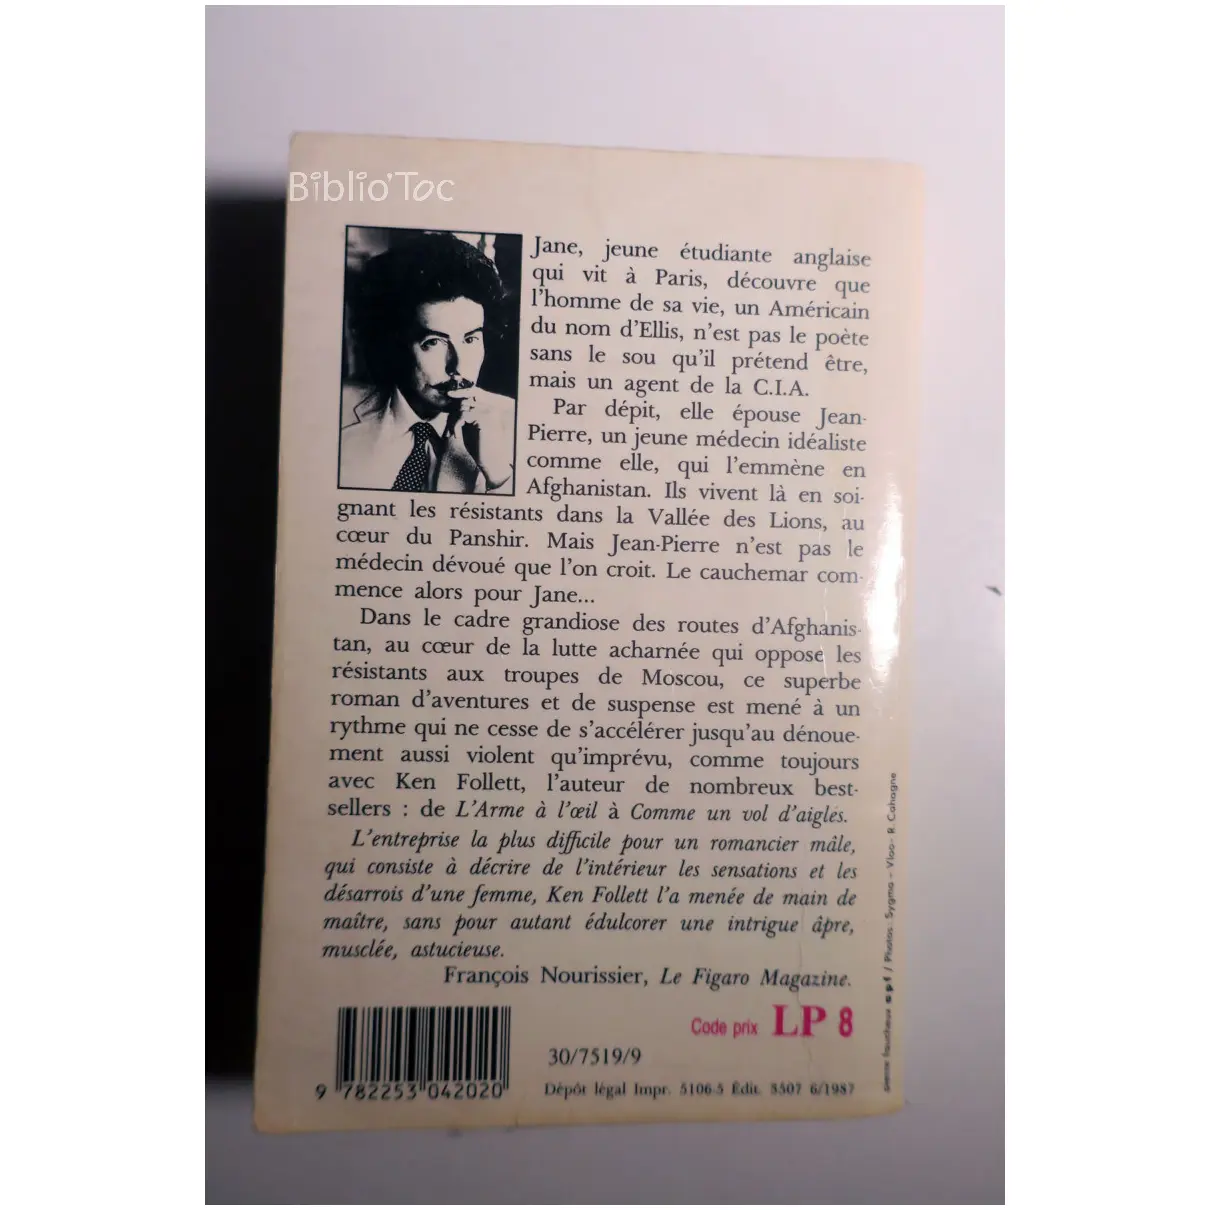 Biblio'Toc
Jane, jeune étudiante anglaise
qui vit à Paris, découvre que
l'homme de sa vie, un Américain
du nom d'Ellis, n'est pas le poète
sans le sou qu'il prétend être,
mais un agent de la C.I.A.
Par dépit, elle épouse Jean-
Pierre, un jeune médecin idéaliste
comme elle, qui l'emmène en
Afghanistan. Ils vivent là en soi-
gnant les résistants dans la Vallée des Lions, au
cœur du Panshir. Mais Jean-Pierre n'est pas le
médecin dévoué que l'on croit. Le cauchemar com-
mence alors pour Jane...
Dans le cadre grandiose des routes d'Afghanis-
tan, au cœur de la lutte acharnée qui oppose les
résistants aux troupes de Moscou, ce superbe
roman d'aventures et de suspense est mené à un
rythme qui ne cesse de s'accélérer jusqu'au dénoue-
ment aussi violent qu'imprévu, comme toujours
avec Ken Follett, l'auteur de nombreux best-
sellers : de L'Arme à l'œil à Comme un vol d'aigles.
L'entreprise la plus difficile pour un romancier mâle,
qui consiste à décrire de l'intérieur les sensations et les
désarrois d'une femme, Ken Follett l'a menée de main de
maître, sans pour autant édulcorer une intrigue âpre,
musclée, astucieuse.
François Nourissier, Le Figaro Magazine.
Code prix LP 8
30/7519/9
9 782253 042020
Dépôt légal Impr. 5106-5 Édit. 3507 6/1987
pierre faucheux apf / Photos : Sygma - Vloo - R. Cahagne